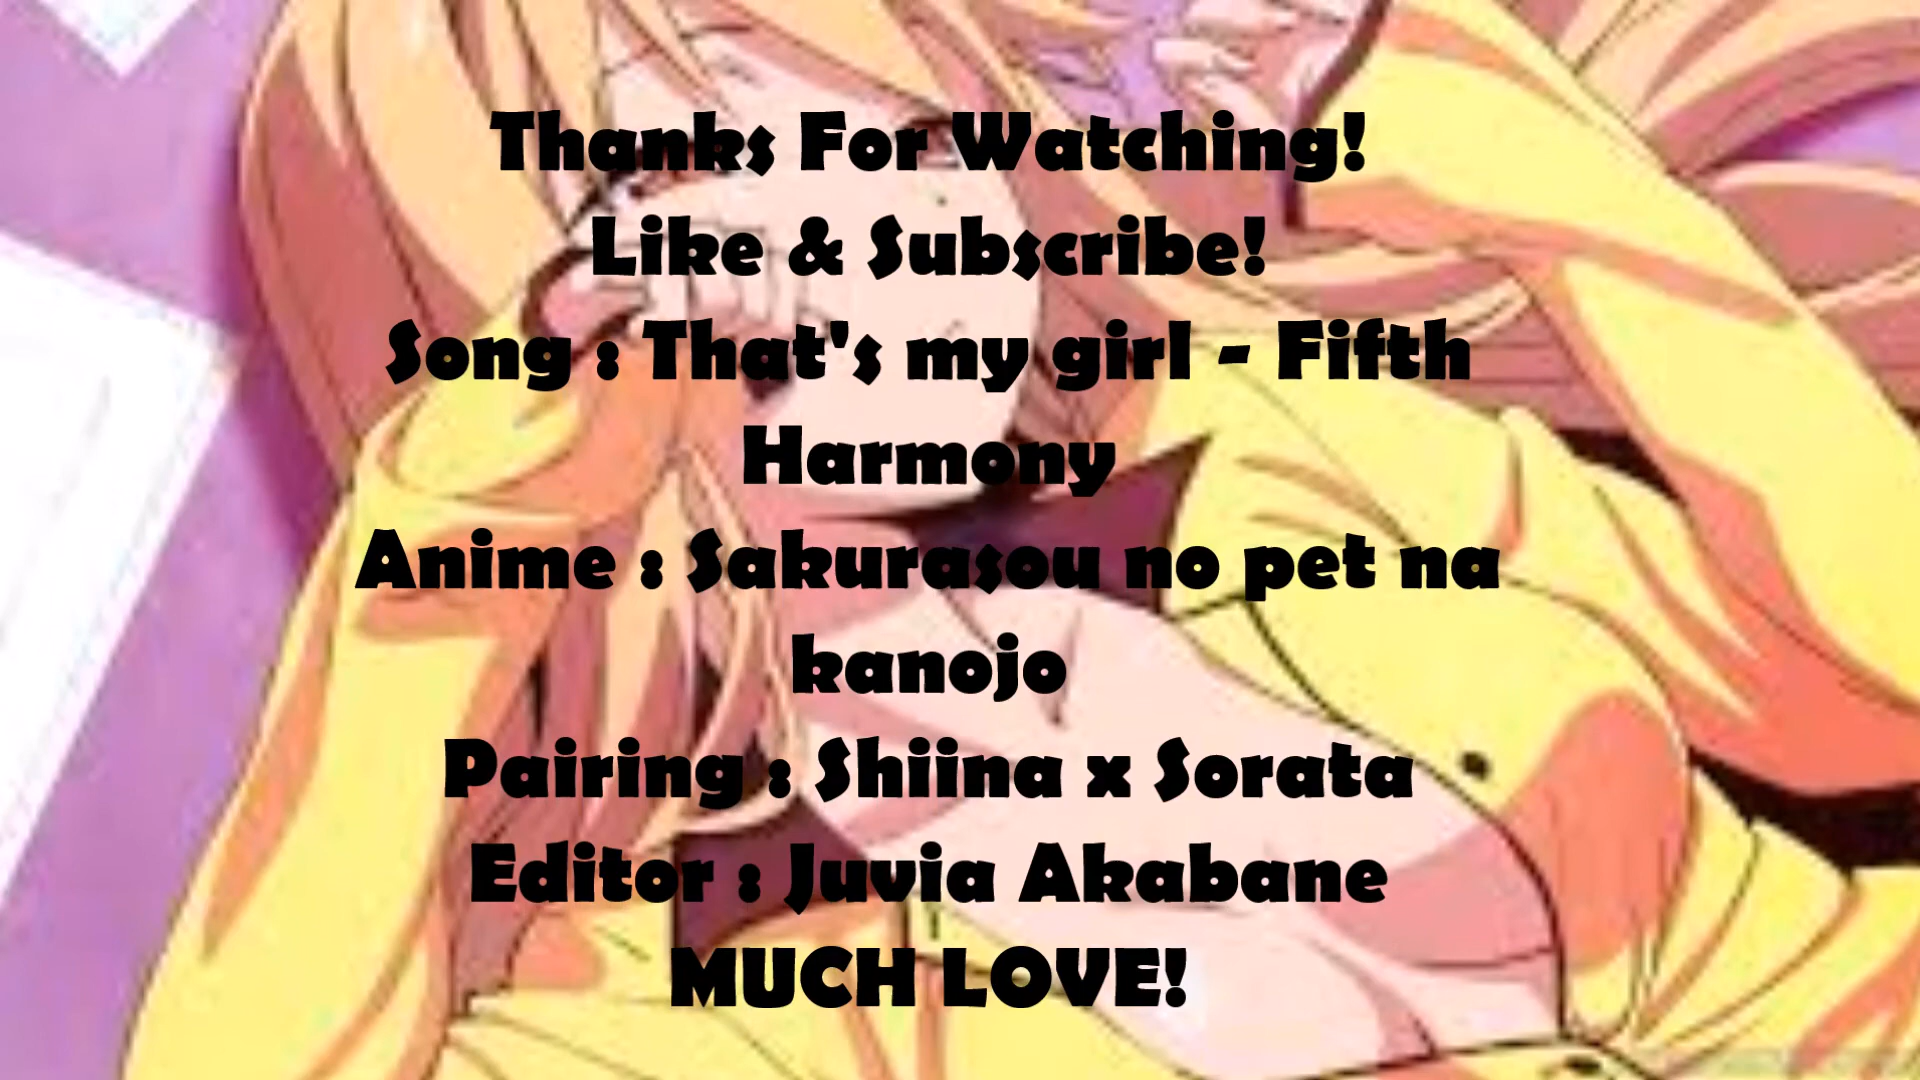 Thanks For Watching!
Like & Subscribe!
Song : That's my girl - Fifth
Harmony
Anime : Sakurasou no pet na
kanojo
Pairing : Shiina x Sorata
Editor : Juvia Akabane
MUCH LOVE!